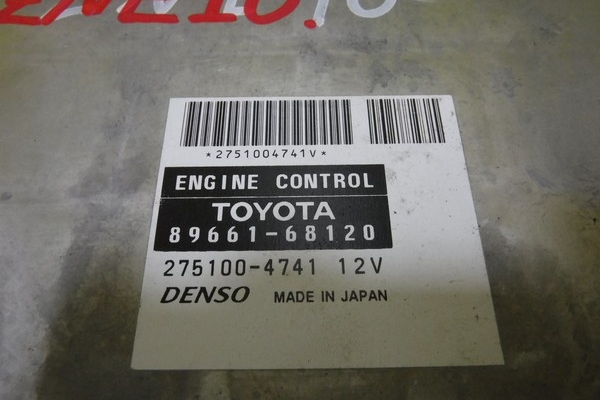 *2751004741V*
ENGINE CONTROL
TOYOTA
89661-68120
275100-4741 12V
DENSO MADE IN JAPAN